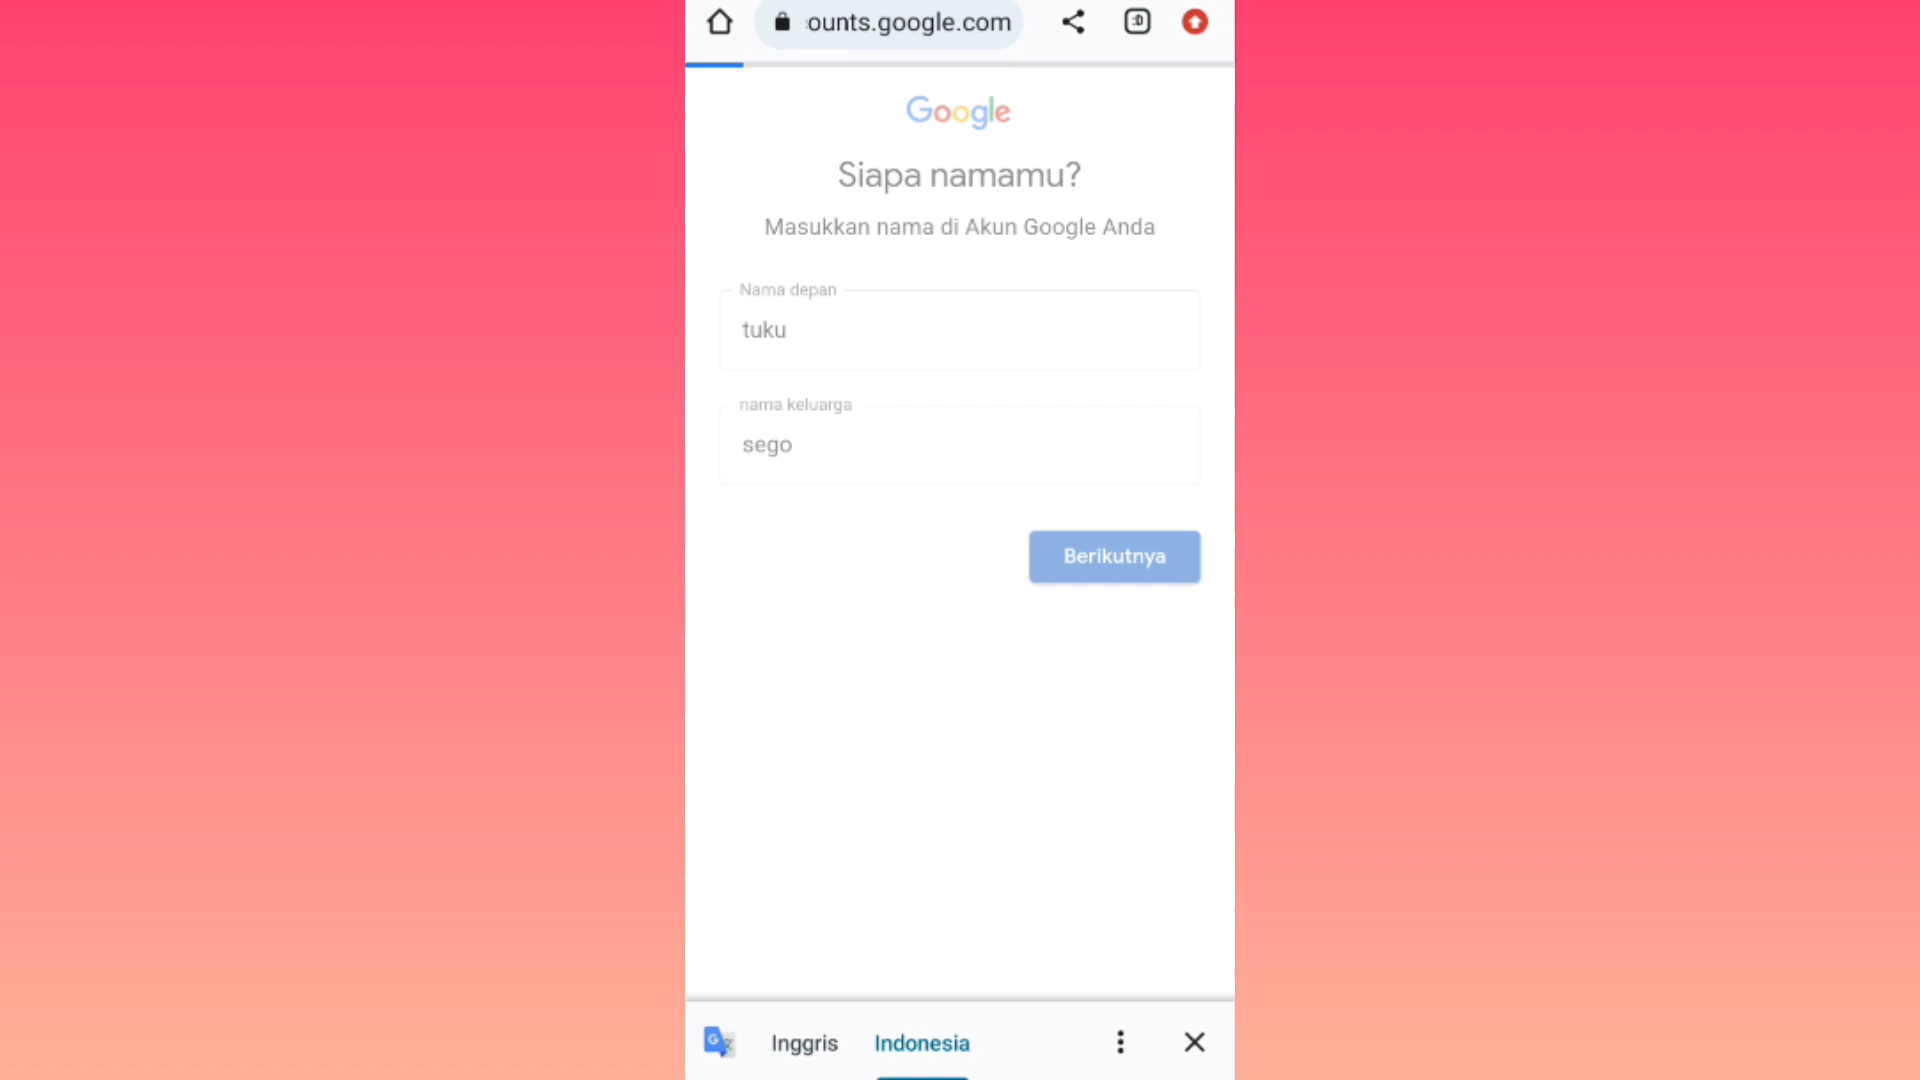 ounts.google.com
:D
Google
Siapa namamu?
Masukkan nama di Akun Google Anda
Nama depan
tuku
nama keluarga
sego
Berikutnya
Inggris Indonesia